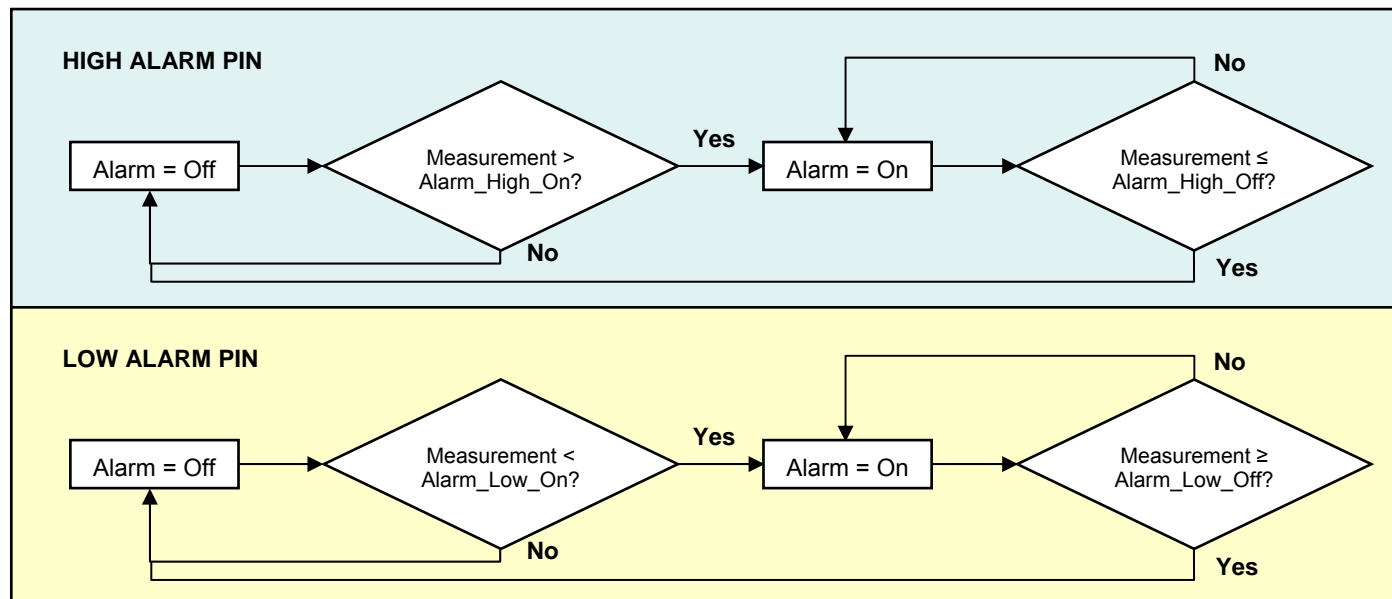 HIGH ALARM PIN
No
Yes
Alarm = Off
Measurement >
Alarm_High_On?
Alarm = On
Measurement ≤
Alarm_High_Off?
No
Yes
LOW ALARM PIN
No
Yes
Alarm = Off
Measurement <
Alarm_Low_On?
Alarm = On
Measurement ≥
Alarm_Low_Off?
No
Yes